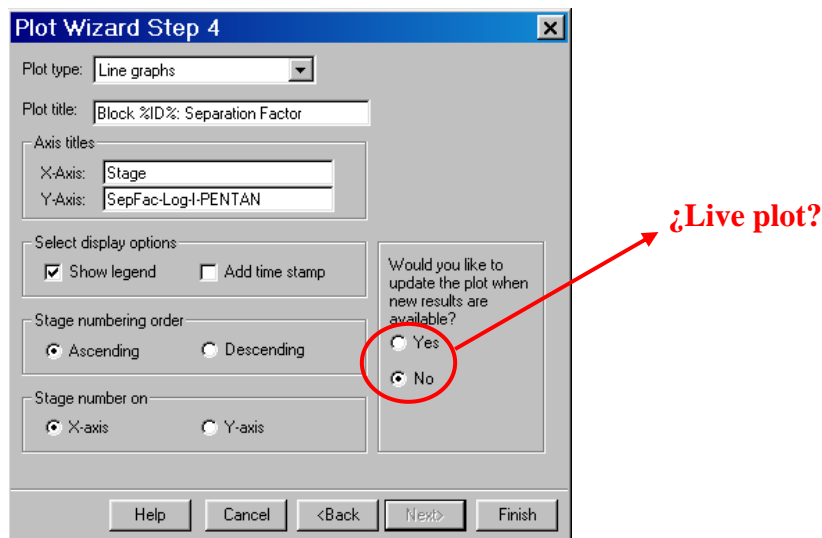 Plot Wizard Step 4
Plot type: Line graphs
Plot title: Block %ID%: Separation Factor
Axis titles
X-Axis: Stage
Y-Axis: SepFac-Log-I-PENTAN
¿Live plot?
Select display options
Show legend Add time stamp
Stage numbering order
Ascending Descending
Stage number on
X-axis Y-axis
Would you like to
update the plot when
new results are
available?
Yes
No
Help Cancel <Back Next> Finish